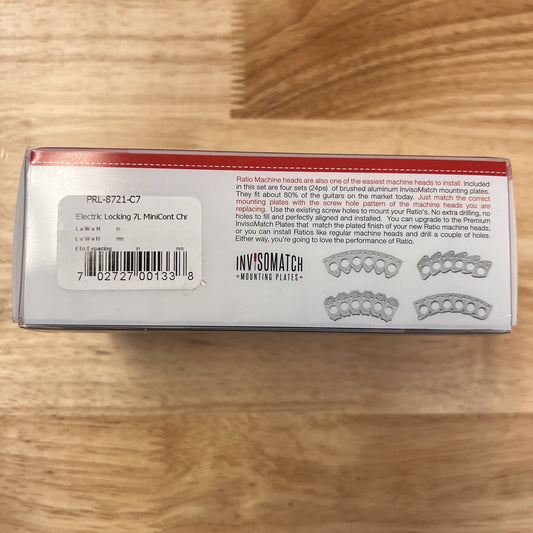 PRL-8721-C7
Electric Locking 7L MiniCont Chr
L x W x H in
L x W x H mm
E to E spacing in mm
7 02727 00133 8
Ratio Machine heads are also one of the easiest machine heads to install. Included
in this set are four sets (24ps) of brushed aluminum InvisoMatch mounting plates.
They fit about 80% of the guitars on the market today. Just match the correct
mounting plates with the screw hole pattern of the machine heads you are
replacing. Use the existing screw holes to mount your Ratio's. No extra drilling, no
holes to fill and perfectly aligned and installed. You can upgrade to the Premium
InvisoMatch Plates that match the plated finish of your new Ratio machine heads,
or you can install Ratios like regular machine heads and drill a couple of holes.
Either way, you're going to love the performance of Ratio.
INVISOMATCH
MOUNTING PLATES